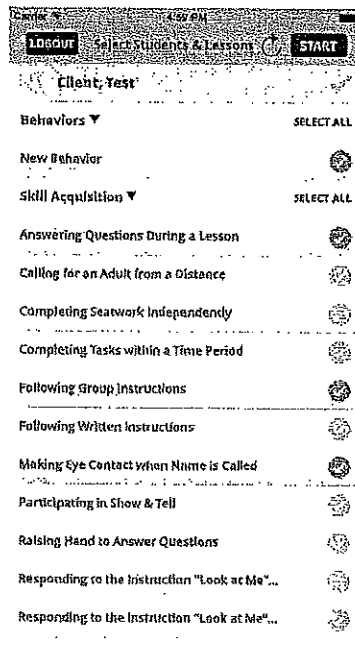 Carrier 4:59 PM
LOGOUT Select Students & Lessons START
Client, Test
Behaviors ▼ SELECT ALL
New Behavior
Skill Acquisition ▼ SELECT ALL
Answering Questions During a Lesson
Calling for an Adult from a Distance
Completing Seatwork Independently
Completing Tasks within a Time Period
Following Group Instructions
Following Written Instructions
Making Eye Contact when Name is Called
Participating in Show & Tell
Raising Hand to Answer Questions
Responding to the Instruction "Look at Me"...
Responding to the Instruction "Look at Me"...